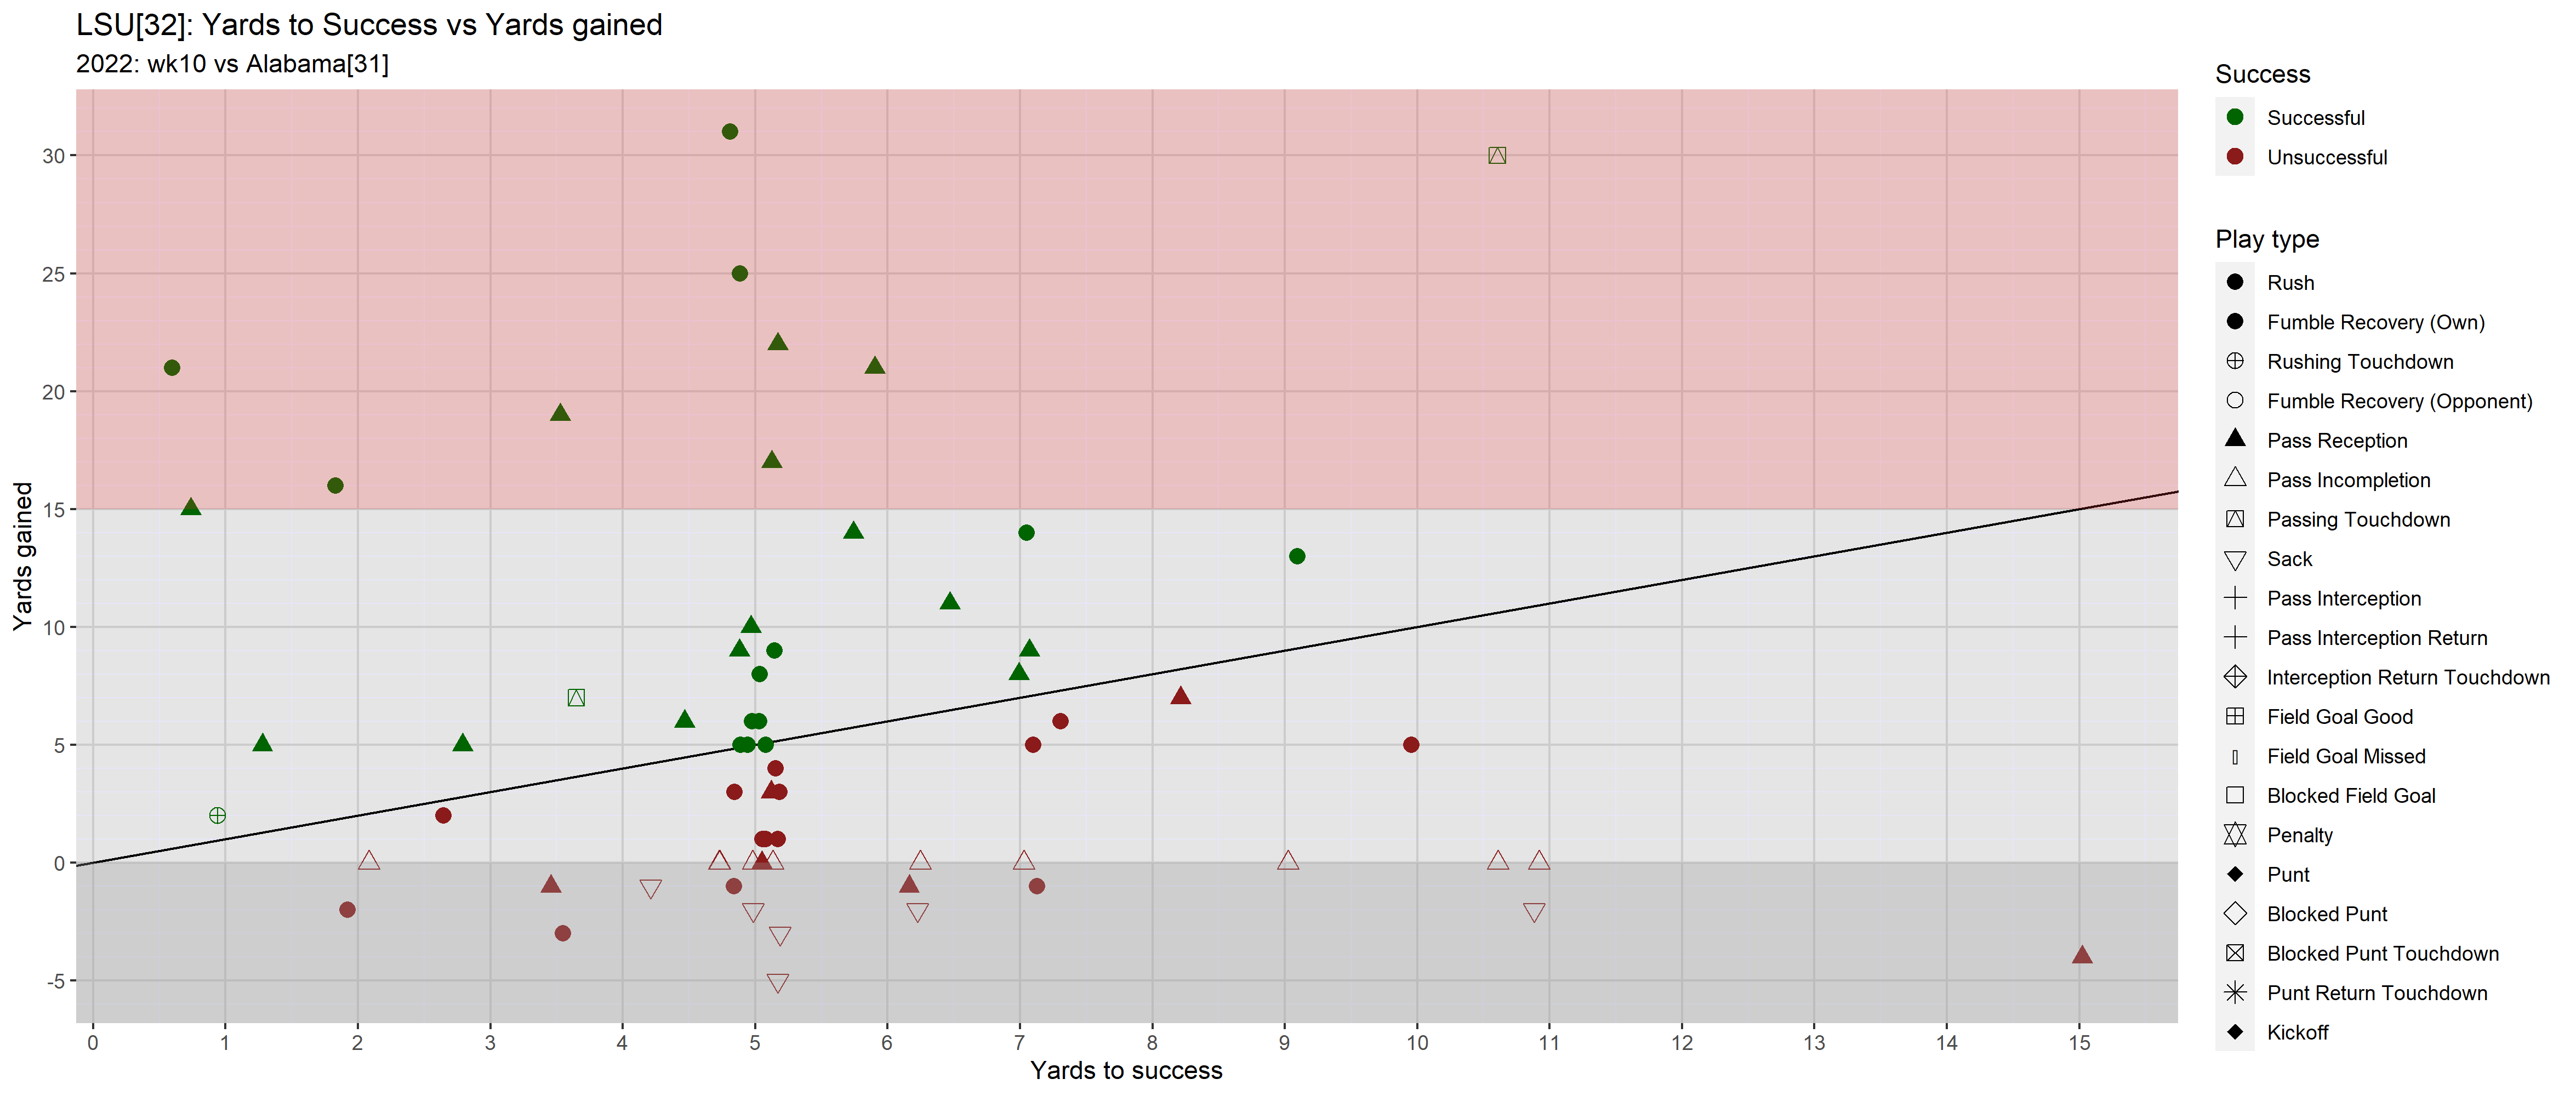 LSU[32]: Yards to Success vs Yards gained
2022: wk10 vs Alabama[31]
Yards gained
30
25
20
15
10
5
0
-5
0 1 2 3 4 5 6 7 8 9 10 11 12 13 14 15
Yards to success
Success
Successful
Unsuccessful
Play type
Rush
Fumble Recovery (Own)
Rushing Touchdown
Fumble Recovery (Opponent)
Pass Reception
Pass Incompletion
Passing Touchdown
Sack
Pass Interception
Pass Interception Return
Interception Return Touchdown
Field Goal Good
Field Goal Missed
Blocked Field Goal
Penalty
Punt
Blocked Punt
Blocked Punt Touchdown
Punt Return Touchdown
Kickoff